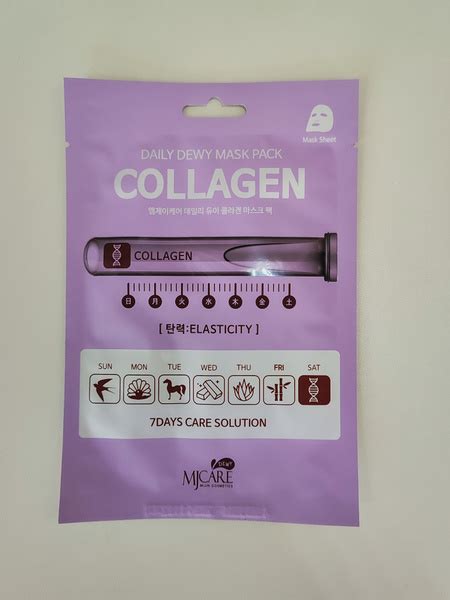 Mask Sheet
DAILY DEWY MASK PACK
COLLAGEN
엠제이케어 데일리 듀이 콜라겐 마스크 팩
COLLAGEN
日 月 火 水 木 金 土
[ 탄력:ELASTICITY ]
SUN MON TUE WED THU FRI SAT
7DAYS CARE SOLUTION
DEWY
MJCARE
MIJIN COSMETICS